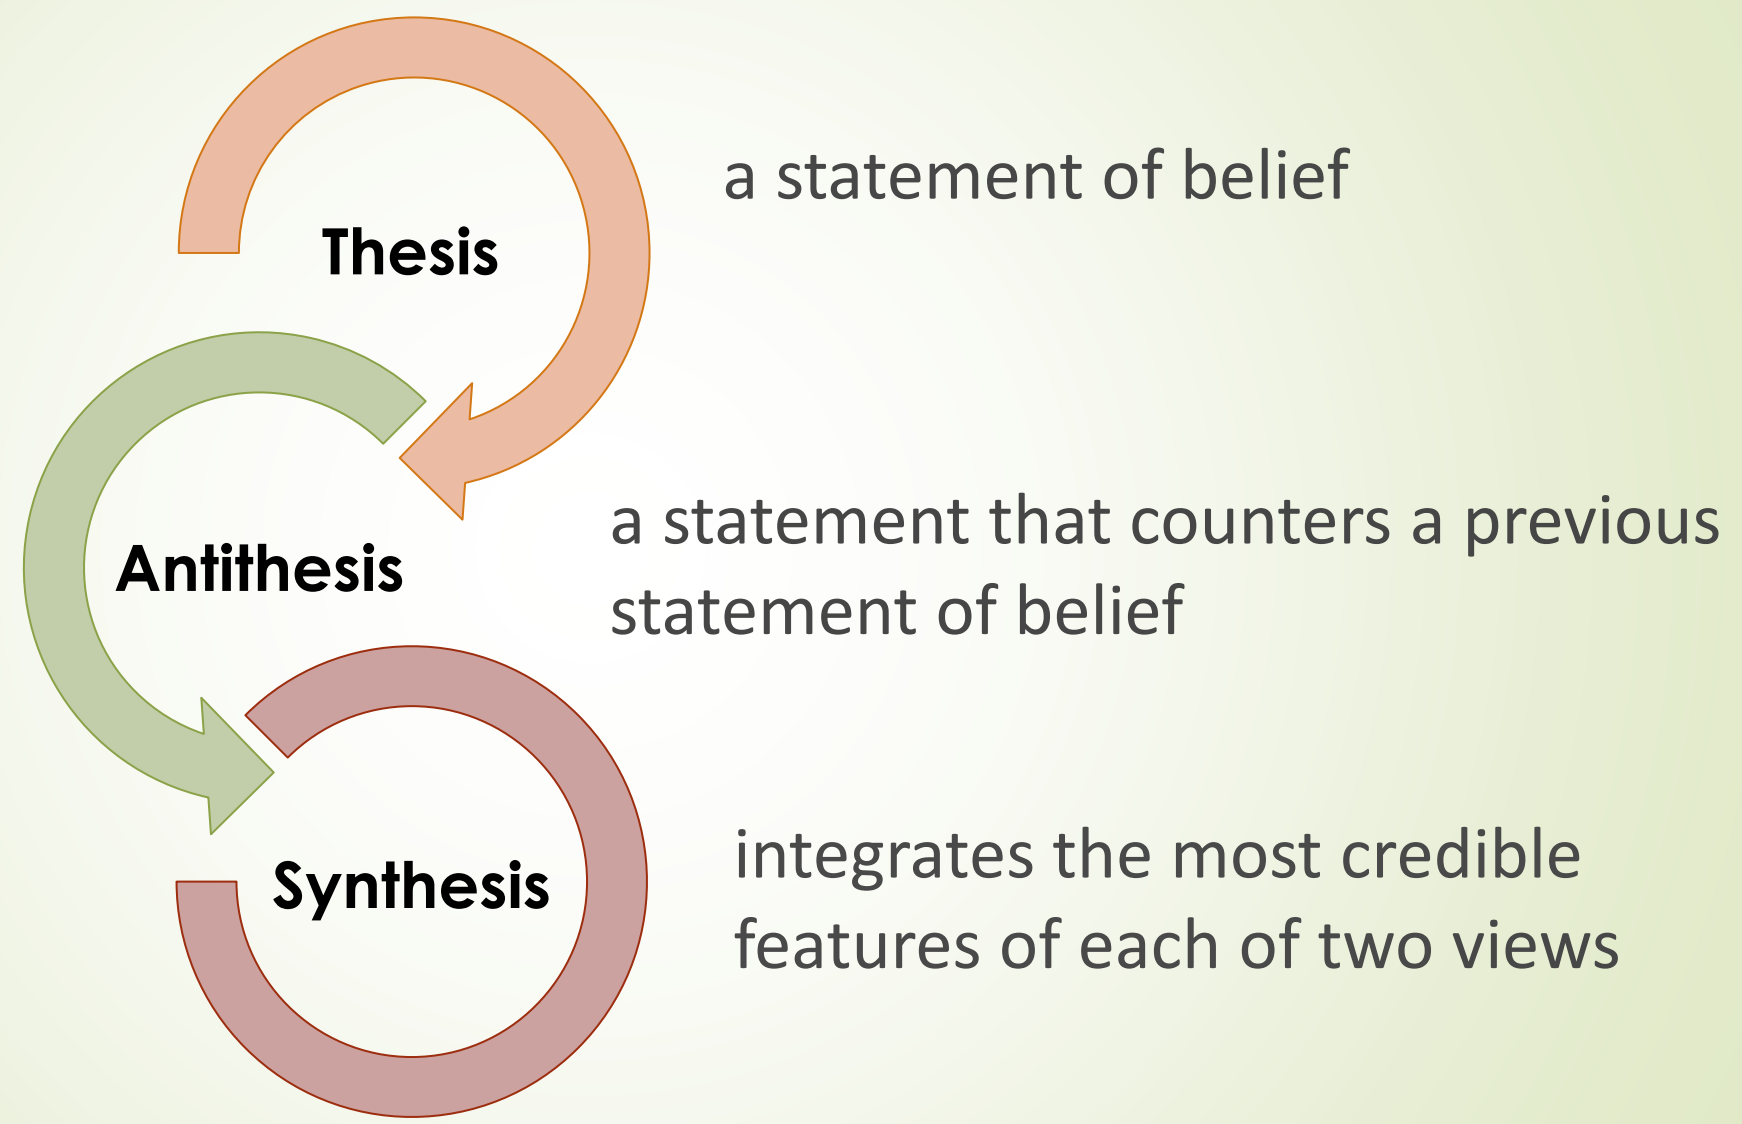 Thesis
a statement of belief
Antithesis
a statement that counters a previous
statement of belief
Synthesis
integrates the most credible
features of each of two views